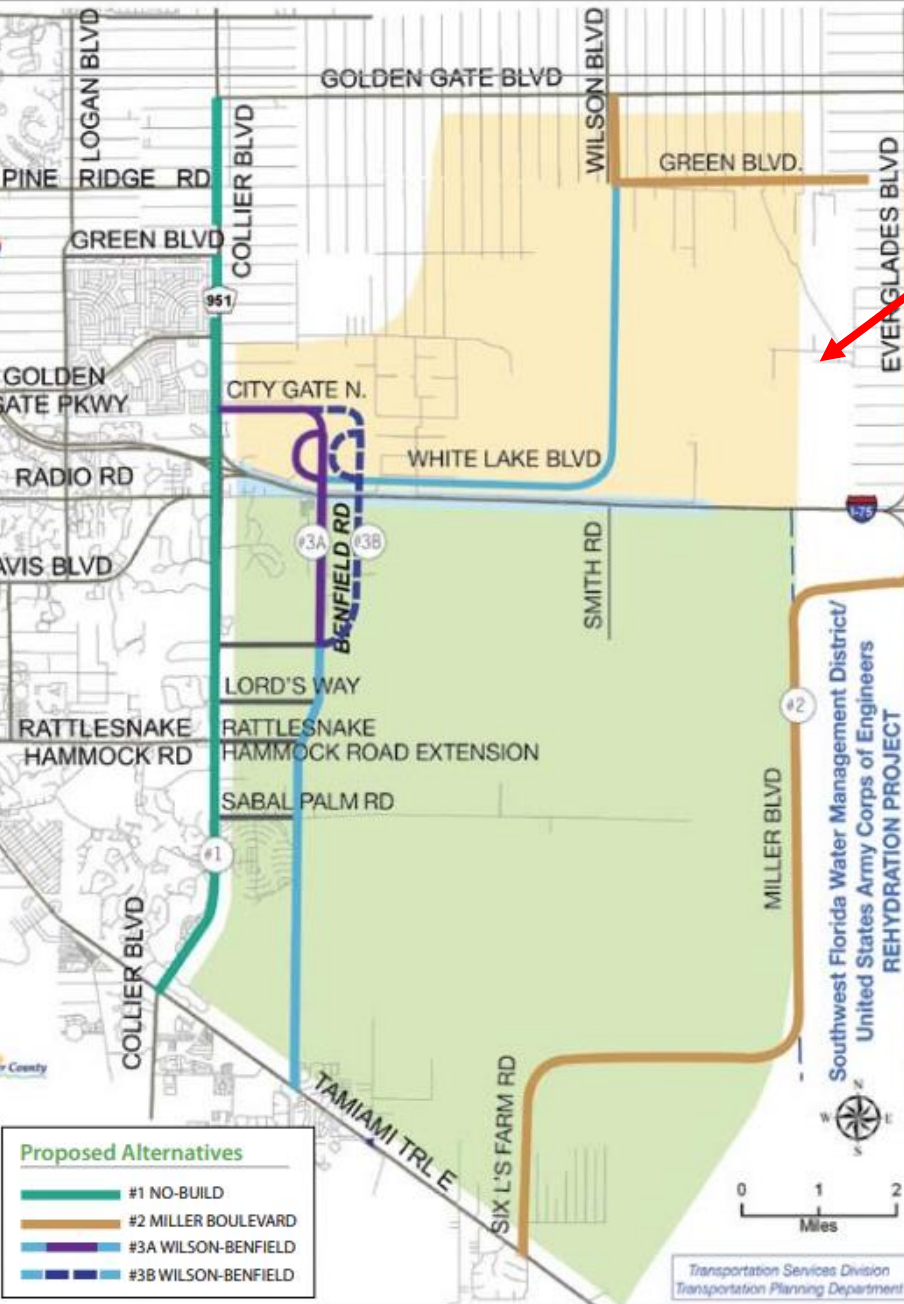 LOGAN BLVD
COLLIER BLVD
GOLDEN GATE BLVD
WILSON BLVD
GREEN BLVD.
EVERGLADES BLVD
PINE RIDGE RD
GREEN BLVD
951
GOLDEN
GATE PKWY
CITY GATE N.
RADIO RD
WHITE LAKE BLVD
I-75
#3A
#3B
BENFIELD RD
SMITH RD
AVIS BLVD
LORD'S WAY
RATTLESNAKE
HAMMOCK RD
RATTLESNAKE
HAMMOCK ROAD EXTENSION
SABAL PALM RD
#2
MILLER BLVD
Southwest Florida Water Management District/
United States Army Corps of Engineers
REHYDRATION PROJECT
#1
COLLIER BLVD
r County
TAMIAMI TRL E
SIX L'S FARM RD
N
W E
S
0 1 2
Miles
Proposed Alternatives
#1 NO-BUILD
#2 MILLER BOULEVARD
#3A WILSON-BENFIELD
#3B WILSON-BENFIELD
Transportation Services Division
Transportation Planning Department